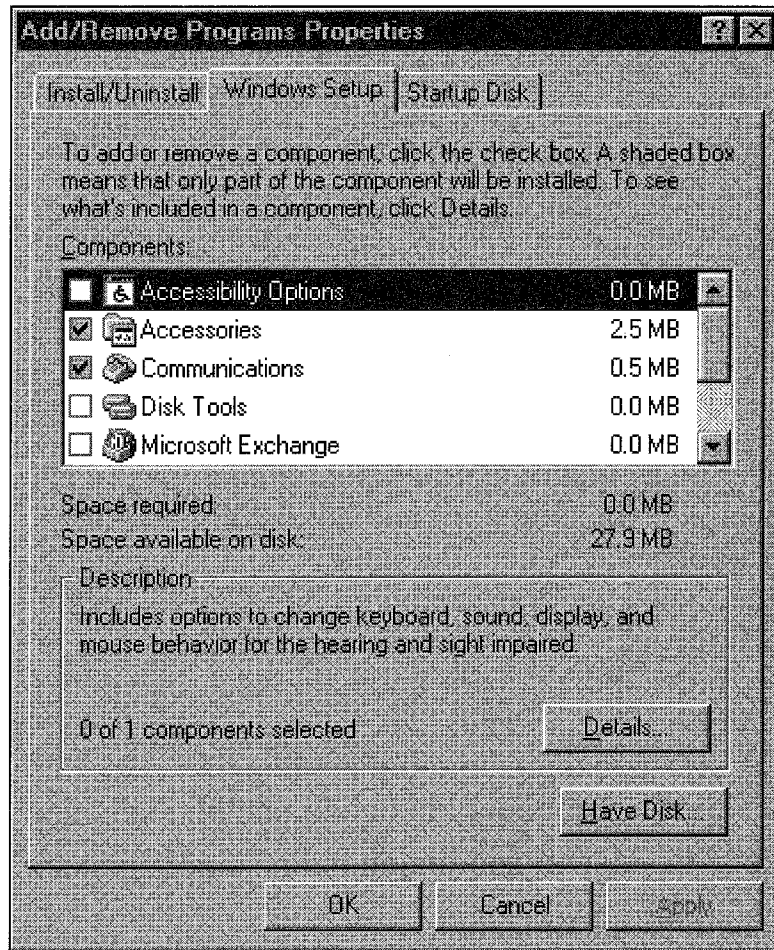 Add/Remove Programs Properties
Install/Uninstall Windows Setup Startup Disk
To add or remove a component, click the check box. A shaded box
means that only part of the component will be installed. To see
what's included in a component, click Details.
Components:
Accessibility Options 0.0 MB
Accessories 2.5 MB
Communications 0.5 MB
Disk Tools 0.0 MB
Microsoft Exchange 0.0 MB
Space required: 0.0 MB
Space available on disk: 27.9 MB
Description
Includes options to change keyboard, sound, display, and
mouse behavior for the hearing and sight impaired.
0 of 1 components selected
Details...
Have Disk...
OK Cancel Apply